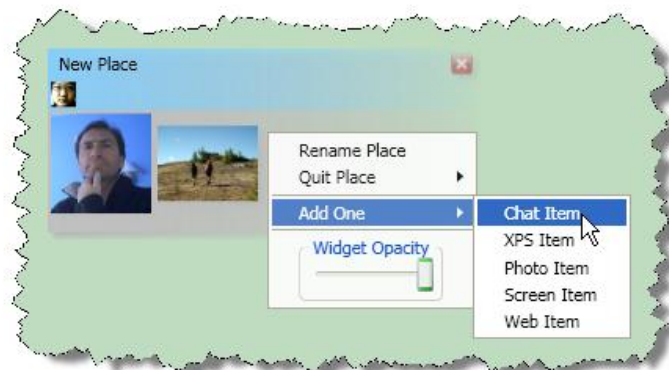 New Place
Rename Place
Quit Place
Add One
Widget Opacity
Chat Item
XPS Item
Photo Item
Screen Item
Web Item